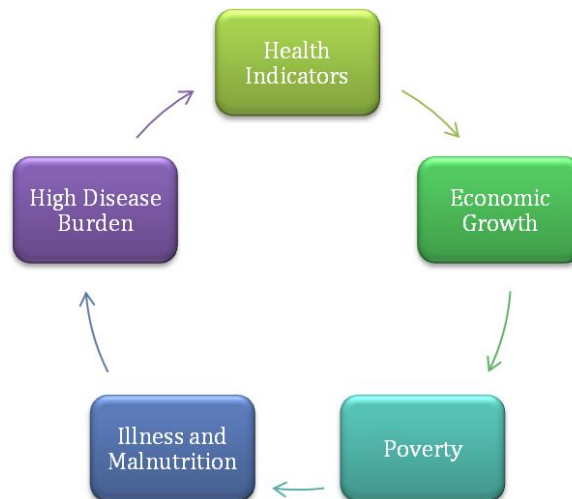 Health
Indicators
Economic
Growth
Poverty
Illness and
Malnutrition
High Disease
Burden